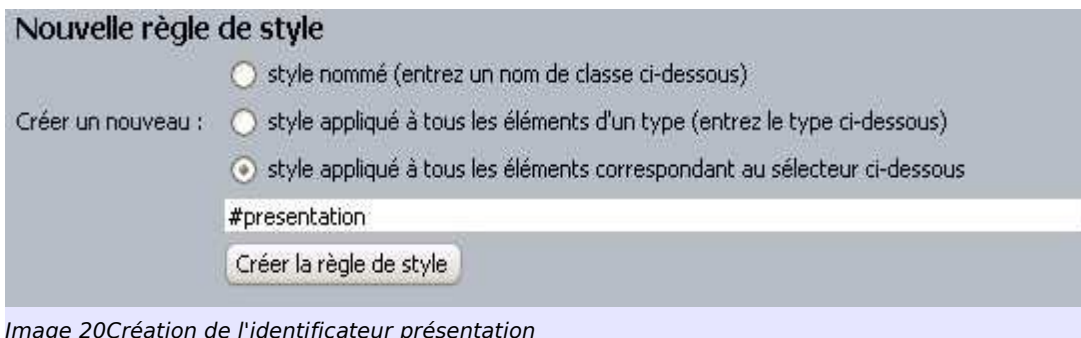 Nouvelle règle de style
style nommé (entrez un nom de classe ci-dessous)
Créer un nouveau : style appliqué à tous les éléments d'un type (entrez le type ci-dessous)
style appliqué à tous les éléments correspondant au sélecteur ci-dessous
#presentation
Créer la règle de style
Image 20Création de l'identificateur présentation